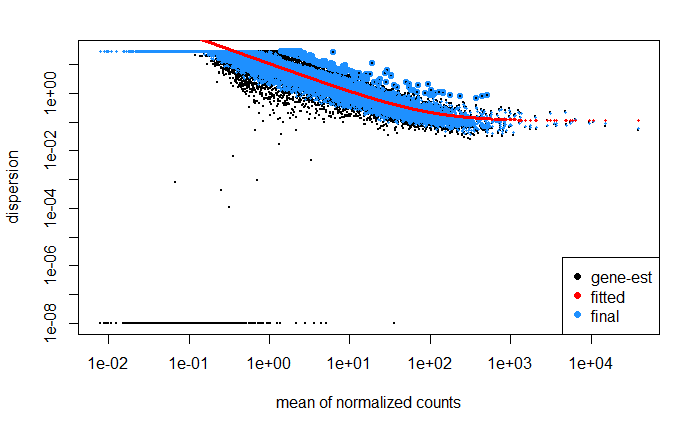 dispersion
1e+00
1e-02
1e-04
1e-06
1e-08
gene-est
fitted
final
1e-02 1e-01 1e+00 1e+01 1e+02 1e+03 1e+04
mean of normalized counts